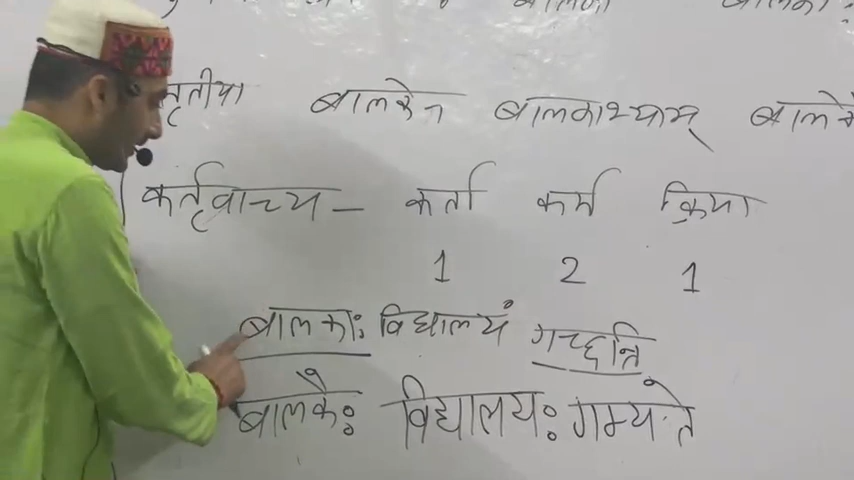 तृतीया बालकेन बालकाभ्याम्
कर्तृवाच्य – कर्ता कर्म क्रिया
1 2 1
बालकाः विद्यालयं गच्छन्ति
बालकैः विद्यालयः गम्यते